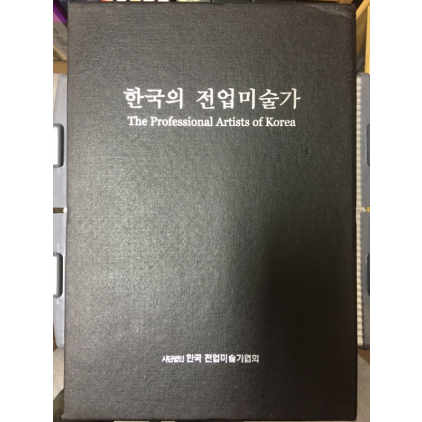 한국의 전업미술가
The Professional Artists of Korea
사단법인 한국 전업미술가협회